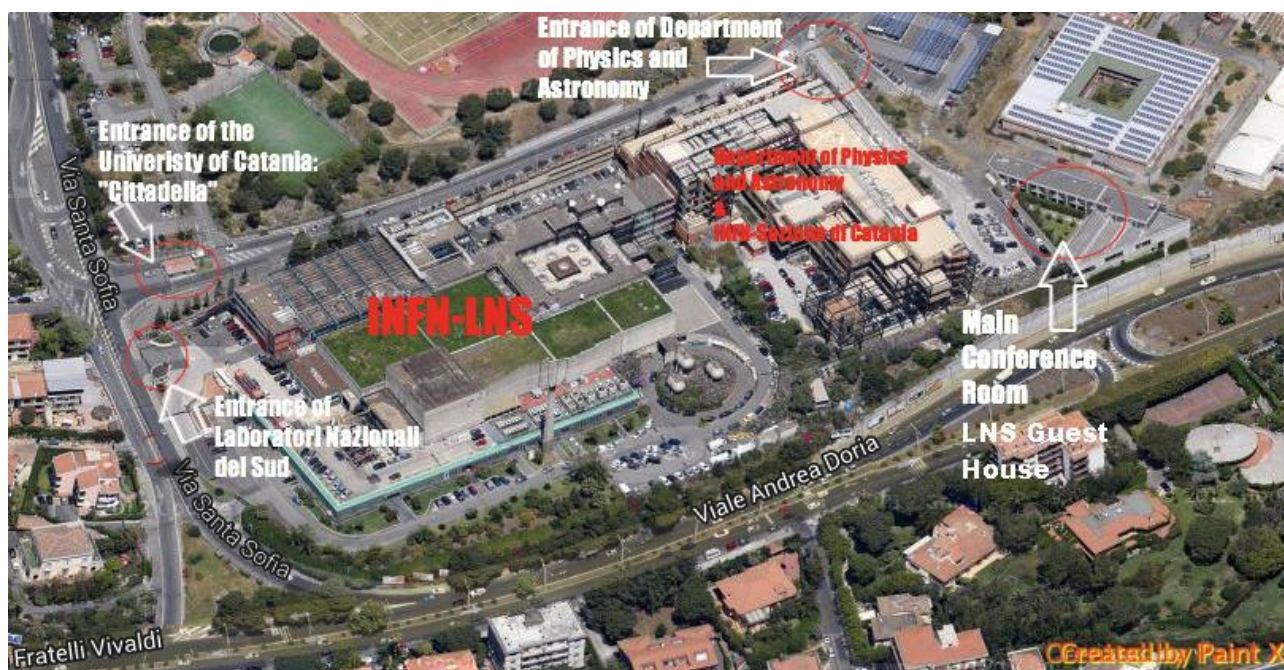 Entrance of Department
of Physics and
Astronomy
Entrance of the
Univeristy of Catania:
"Cittadella"
Via Santa Sofia
Department of Physics
and Astronomy
&
INFN-Sezione di Catania
INFN-LNS
Main
Conference
Room
LNS Guest
House
Entrance of
Laboratori Nazionali
del Sud
Viale Andrea Doria
Via Santa Sofia
Fratelli Vivaldi
Created by Paint X